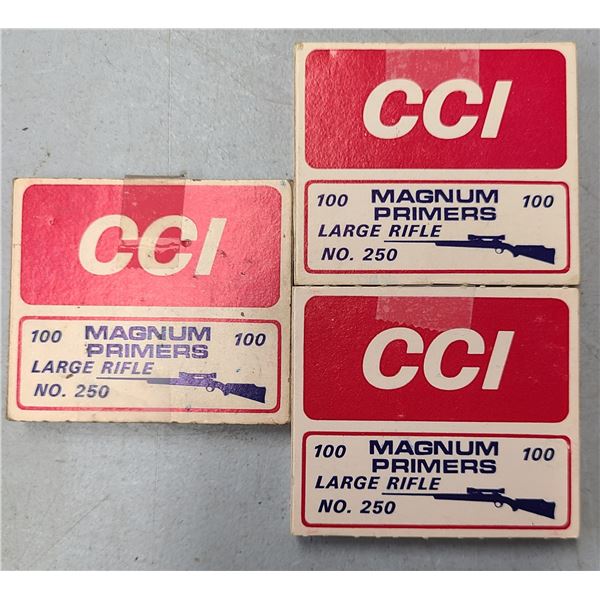 CCI
100 MAGNUM 100
PRIMERS
LARGE RIFLE
NO. 250
CCI
100 MAGNUM 100
PRIMERS
LARGE RIFLE
NO. 250
CCI
100 MAGNUM 100
PRIMERS
LARGE RIFLE
NO. 250